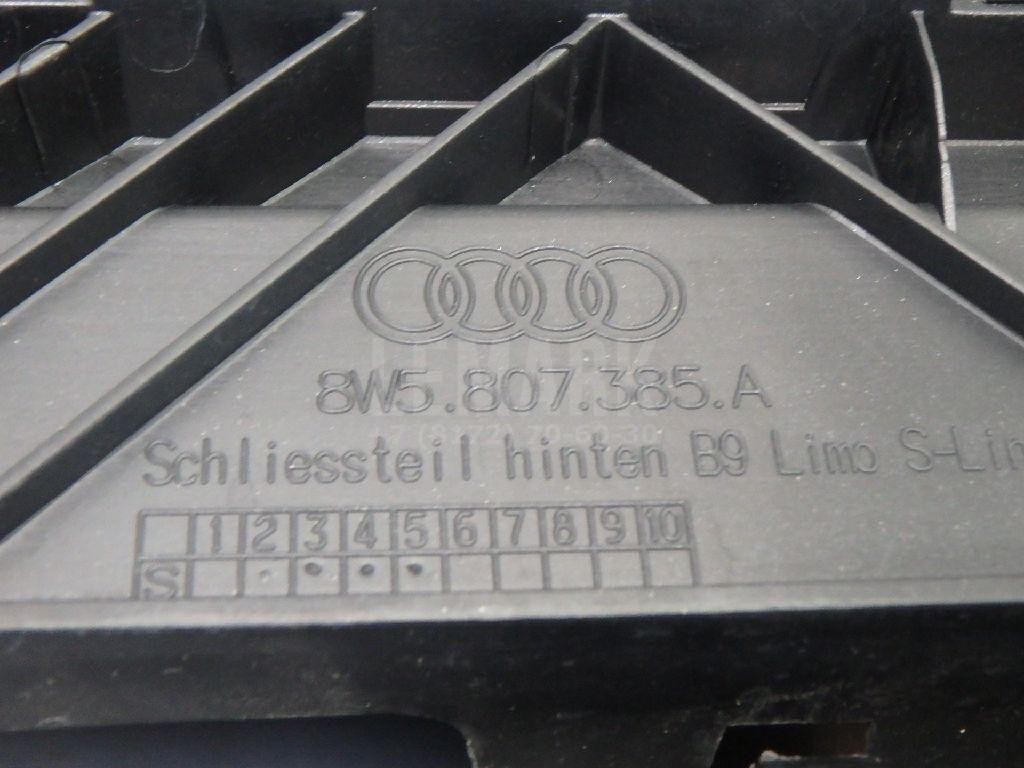 8W5.807.385.A
Schliessteil hinten B9 Limo S-Lin
1 2 3 4 5 6 7 8 9 10
S